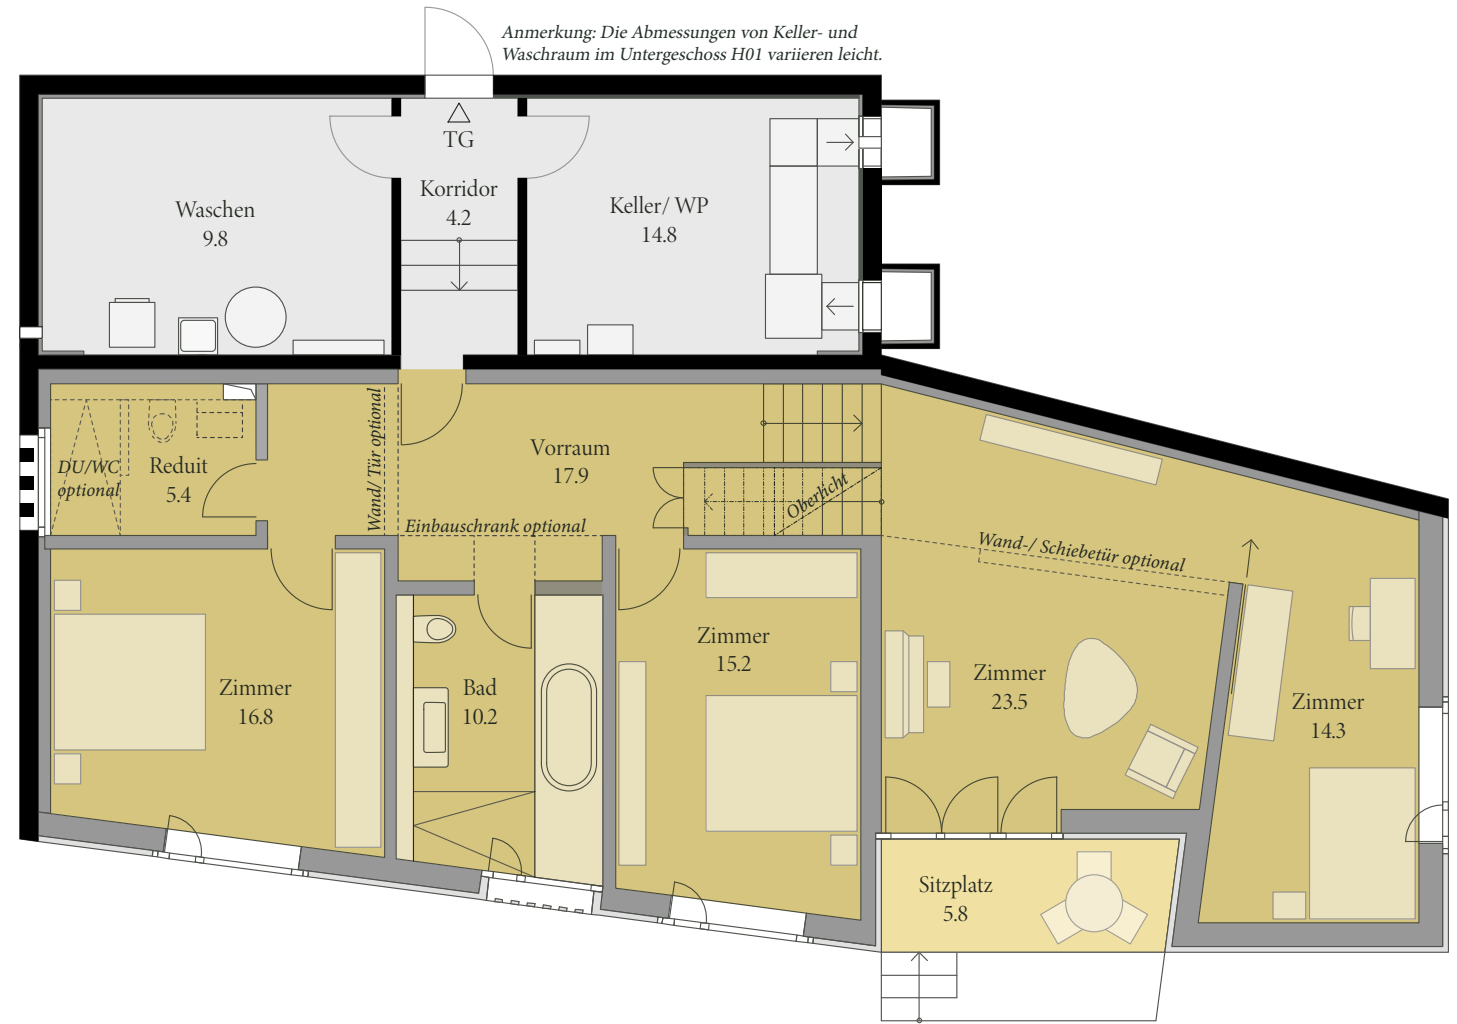 Anmerkung: Die Abmessungen von Keller- und
Waschraum im Untergeschoss H01 variieren leicht.
TG
Korridor
4.2
Waschen
9.8
Keller/ WP
14.8
DU/WC
optional
Reduit
5.4
Wand/ Tür optional
Vorraum
17.9
Einbauschrank optional
Oberlicht
Wand-/ Schiebetür optional
Zimmer
16.8
Bad
10.2
Zimmer
15.2
Zimmer
23.5
Zimmer
14.3
Sitzplatz
5.8